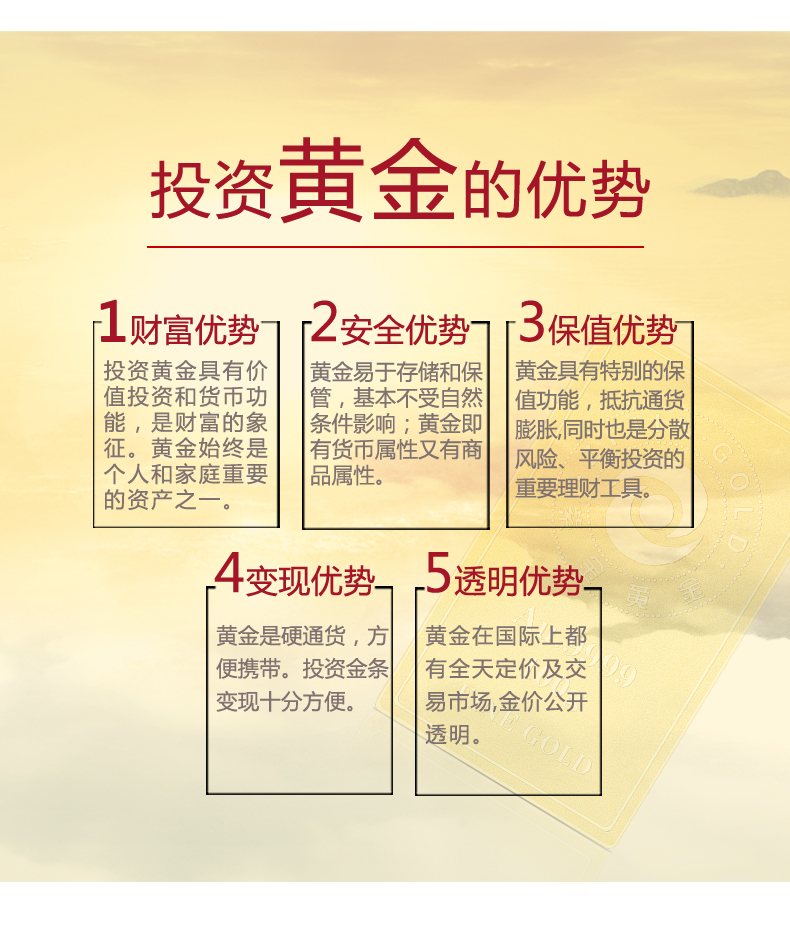 投资黄金的优势
1财富优势
投资黄金具有价
值投资和货币功
能，是财富的象
征。黄金始终是
个人和家庭重要
的资产之一。
2安全优势
黄金易于存储和保
管，基本不受自然
条件影响；黄金即
有货币属性又有商
品属性。
3保值优势
黄金具有特别的保
值功能，抵抗通货
膨胀,同时也是分散
风险、平衡投资的
重要理财工具。
4变现优势
黄金是硬通货，方
便携带。投资金条
变现十分方便。
5透明优势
黄金在国际上都
有全天定价及交
易市场,金价公开
透明。
GOLD